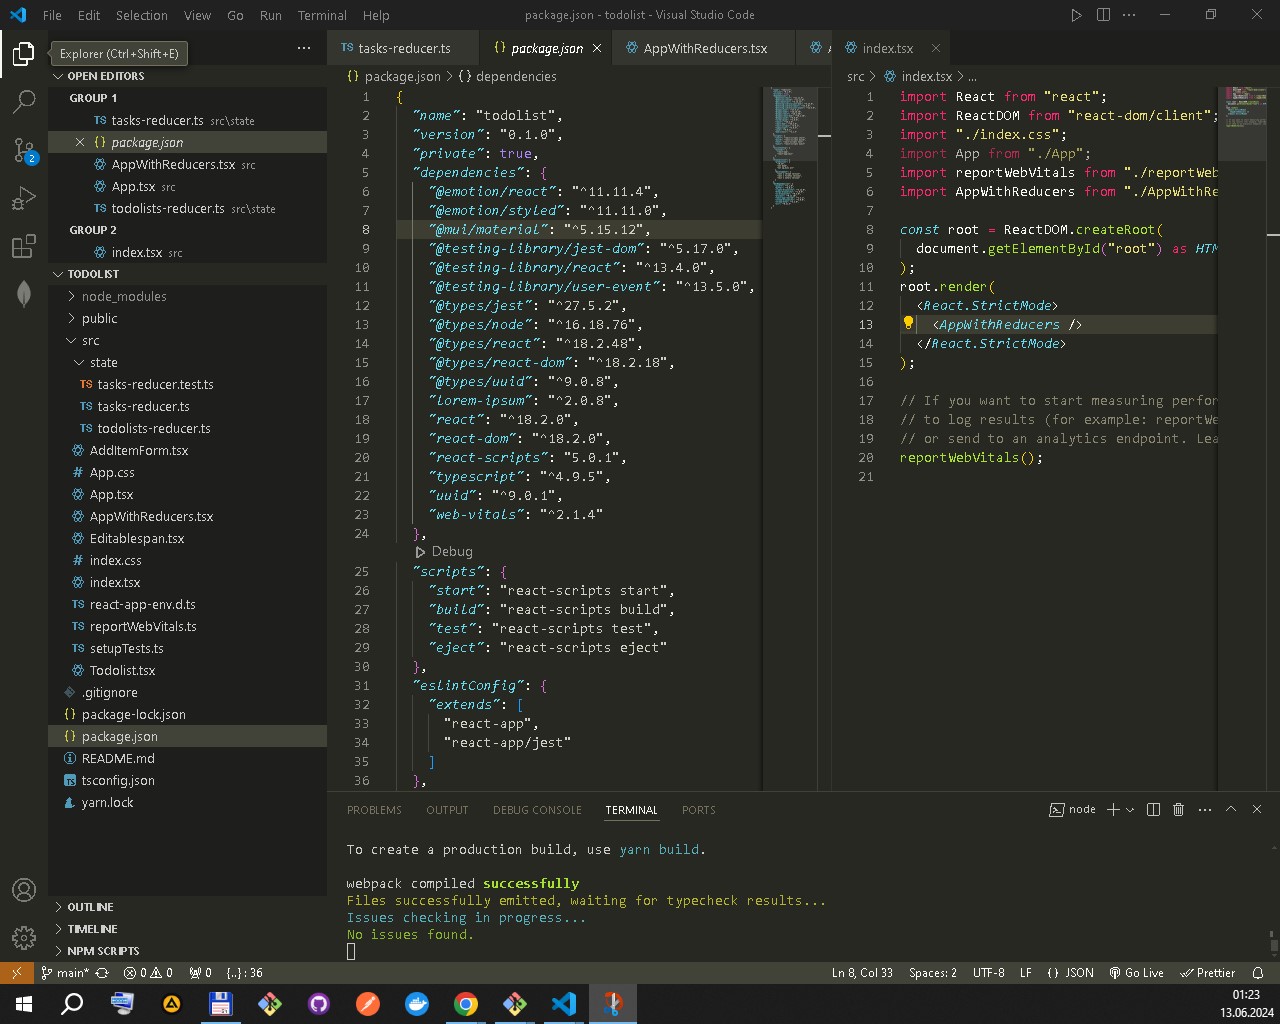 File Edit Selection View Go Run Terminal Help
package.json - todolist - Visual Studio Code
Explorer (Ctrl+Shift+E)
OPEN EDITORS
GROUP 1
TS tasks-reducer.ts src\state
{} package.json
AppWithReducers.tsx src
App.tsx src
TS todolists-reducer.ts src\state
GROUP 2
index.tsx src
TODOLIST
node_modules
public
src
state
TS tasks-reducer.test.ts
TS tasks-reducer.ts
TS todolists-reducer.ts
AddItemForm.tsx
# App.css
App.tsx
AppWithReducers.tsx
Editablespan.tsx
# index.css
index.tsx
TS react-app-env.d.ts
TS reportWebVitals.ts
TS setupTests.ts
Todolist.tsx
.gitignore
{} package-lock.json
{} package.json
README.md
TS tsconfig.json
yarn.lock
OUTLINE
TIMELINE
NPM SCRIPTS
2
TS tasks-reducer.ts {} package.json AppWithReducers.tsx
{} package.json > {} dependencies
1 {
2 "name": "todolist",
3 "version": "0.1.0",
4 "private": true,
5 "dependencies": {
6 "@emotion/react": "^11.11.4",
7 "@emotion/styled": "^11.11.0",
8 "@mui/material": "^5.15.12",
9 "@testing-library/jest-dom": "^5.17.0",
10 "@testing-library/react": "^13.4.0",
11 "@testing-library/user-event": "^13.5.0",
12 "@types/jest": "^27.5.2",
13 "@types/node": "^16.18.76",
14 "@types/react": "^18.2.48",
15 "@types/react-dom": "^18.2.18",
16 "@types/uuid": "^9.0.8",
17 "lorem-ipsum": "^2.0.8",
18 "react": "^18.2.0",
19 "react-dom": "^18.2.0",
20 "react-scripts": "5.0.1",
21 "typescript": "^4.9.5",
22 "uuid": "^9.0.1",
23 "web-vitals": "^2.1.4"
24 },
Debug
25 "scripts": {
26 "start": "react-scripts start",
27 "build": "react-scripts build",
28 "test": "react-scripts test",
29 "eject": "react-scripts eject"
30 },
31 "eslintConfig": {
32 "extends": [
33 "react-app",
34 "react-app/jest"
35 ]
36 },
index.tsx
src > index.tsx > ...
1 import React from "react";
2 import ReactDOM from "react-dom/client";
3 import "./index.css";
4 import App from "./App";
5 import reportWebVitals from "./reportWeb
6 import AppWithReducers from "./AppWithRe
7
8 const root = ReactDOM.createRoot(
9 document.getElementById("root") as HTM
10 );
11 root.render(
12 <React.StrictMode>
13 <AppWithReducers />
14 </React.StrictMode>
15 );
16
17 // If you want to start measuring perfor
18 // to log results (for example: reportWe
19 // or send to an analytics endpoint. Lea
20 reportWebVitals();
21
PROBLEMS OUTPUT DEBUG CONSOLE TERMINAL PORTS
node
To create a production build, use yarn build.
webpack compiled successfully
Files successfully emitted, waiting for typecheck results...
Issues checking in progress...
No issues found.
main* 0 0 0 {..} : 36
Ln 8, Col 33 Spaces: 2 UTF-8 LF {} JSON Go Live Prettier
01:23
13.06.2024